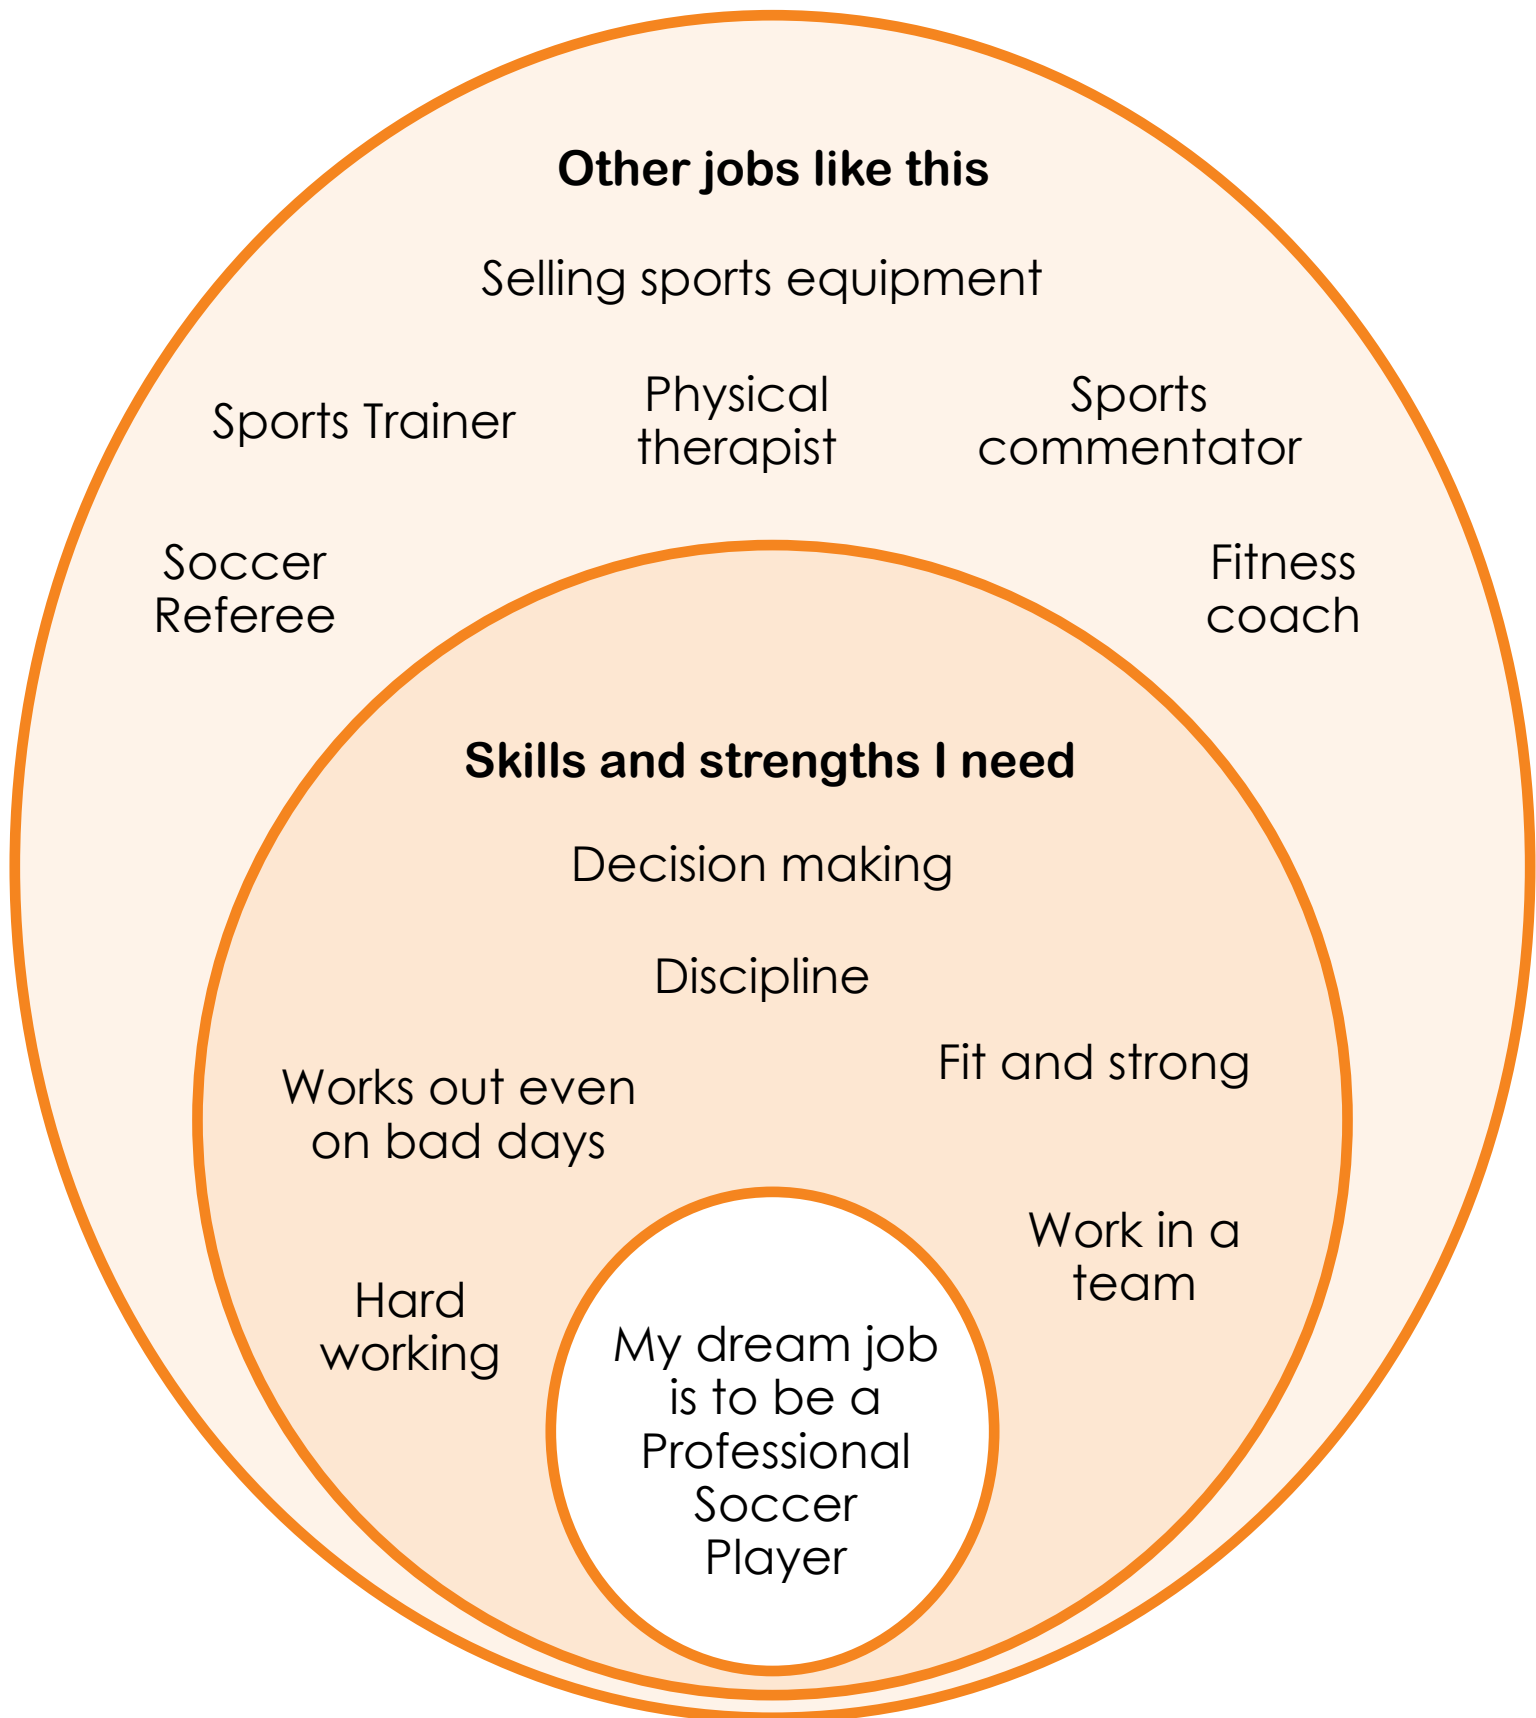 Other jobs like this
Selling sports equipment
Sports Trainer
Physical
therapist
Sports
commentator
Soccer
Referee
Fitness
coach
Skills and strengths I need
Decision making
Discipline
Works out even
on bad days
Fit and strong
Hard
working
Work in a
team
My dream job
is to be a
Professional
Soccer
Player